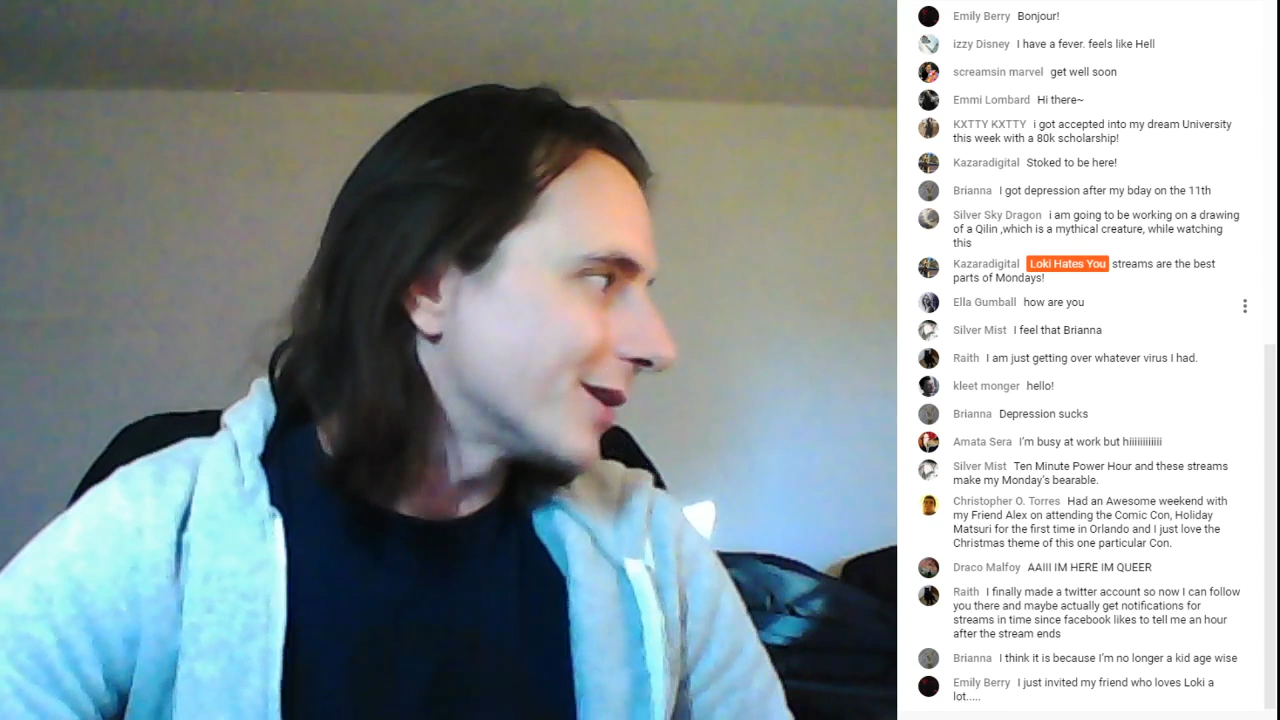 Emily Berry Bonjour!
izzy Disney I have a fever. feels like Hell
screamsin marvel get well soon
Emmi Lombard Hi there~
KXTTY KXTTY i got accepted into my dream University
this week with a 80k scholarship!
Kazaradigital Stoked to be here!
Brianna I got depression after my bday on the 11th
Silver Sky Dragon i am going to be working on a drawing
of a Qilin ,which is a mythical creature, while watching
this
Kazaradigital Loki Hates You streams are the best
parts of Mondays!
Ella Gumball how are you
Silver Mist I feel that Brianna
Raith I am just getting over whatever virus I had.
kleet monger hello!
Brianna Depression sucks
Amata Sera I'm busy at work but hiiiiiiiiiiii
Silver Mist Ten Minute Power Hour and these streams
make my Monday's bearable.
Christopher O. Torres Had an Awesome weekend with
my Friend Alex on attending the Comic Con, Holiday
Matsuri for the first time in Orlando and I just love the
Christmas theme of this one particular Con.
Draco Malfoy AAIII IM HERE IM QUEER
Raith I finally made a twitter account so now I can follow
you there and maybe actually get notifications for
streams in time since facebook likes to tell me an hour
after the stream ends
Brianna I think it is because I'm no longer a kid age wise
Emily Berry I just invited my friend who loves Loki a
lot.....